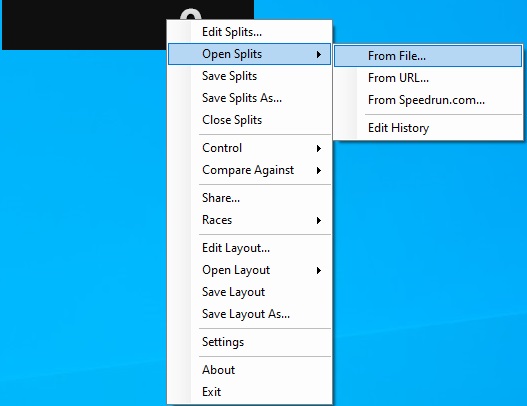 Edit Splits...
Open Splits
Save Splits
Save Splits As...
Close Splits
Control
Compare Against
Share...
Races
Edit Layout...
Open Layout
Save Layout
Save Layout As...
Settings
About
Exit
From File...
From URL...
From Speedrun.com...
Edit History